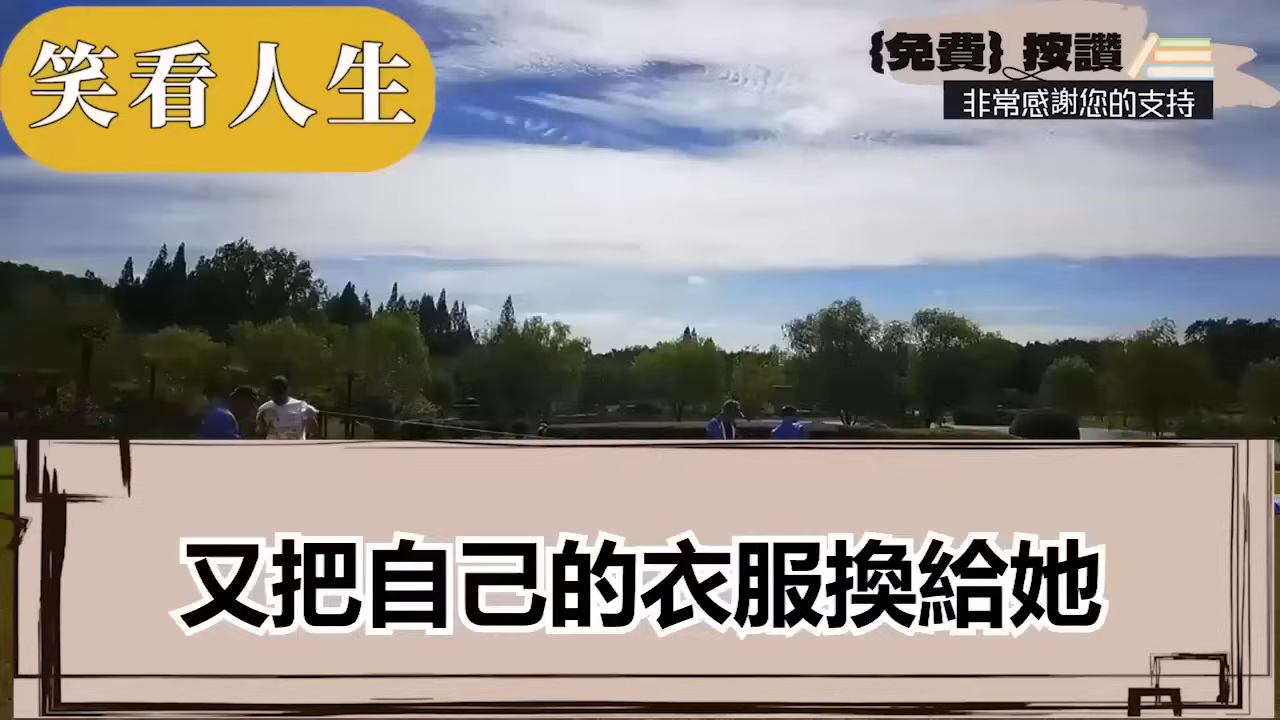 笑看人生
{免費} 按讚
非常感謝您的支持
又把自己的衣服換給她